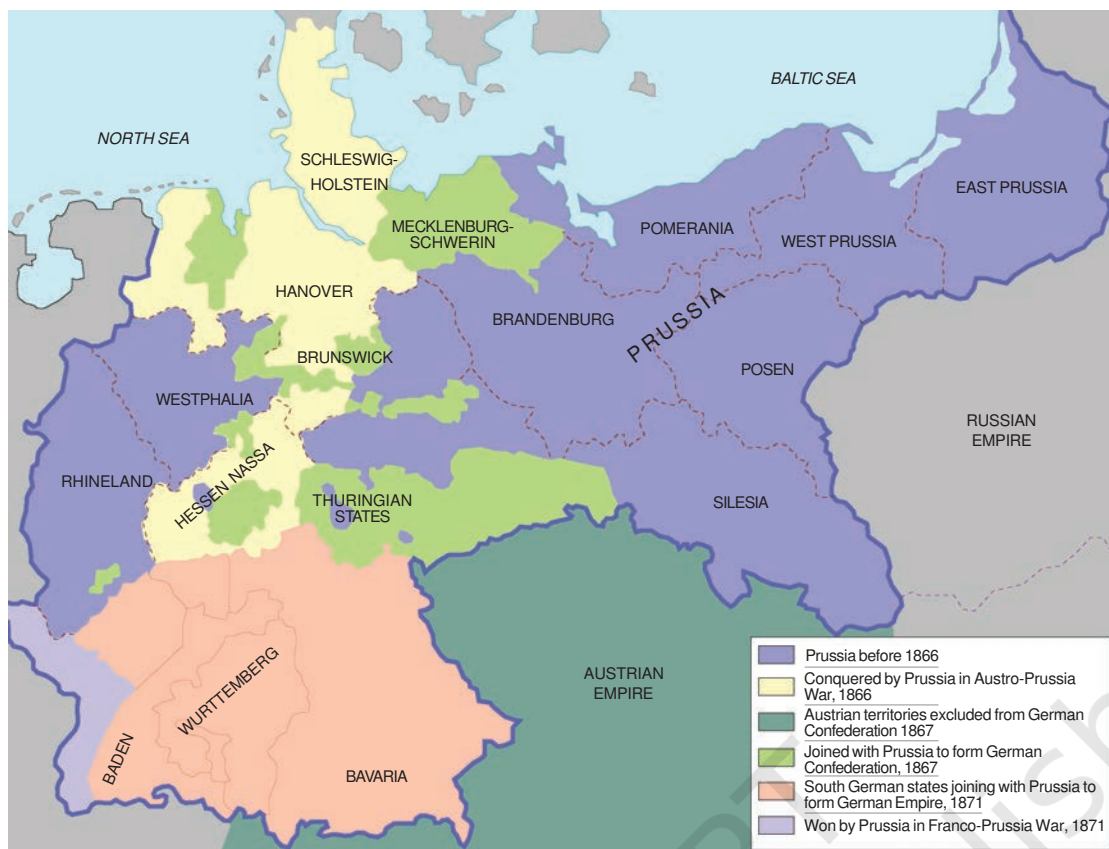 BALTIC SEA
NORTH SEA
SCHLESWIG-
HOLSTEIN
EAST PRUSSIA
MECKLENBURG-
SCHWERIN
POMERANIA
WEST PRUSSIA
HANOVER
BRANDENBURG
PRUSSIA
BRUNSWICK
POSEN
WESTPHALIA
RUSSIAN
EMPIRE
RHINELAND
HESSEN NASSA
THURINGIAN
STATES
SILESIA
AUSTRIAN
EMPIRE
WURTTEMBERG
BADEN
BAVARIA
Prussia before 1866
Conquered by Prussia in Austro-Prussia
War, 1866
Austrian territories excluded from German
Confederation 1867
Joined with Prussia to form German
Confederation, 1867
South German states joining with Prussia to
form German Empire, 1871
Won by Prussia in Franco-Prussia War, 1871